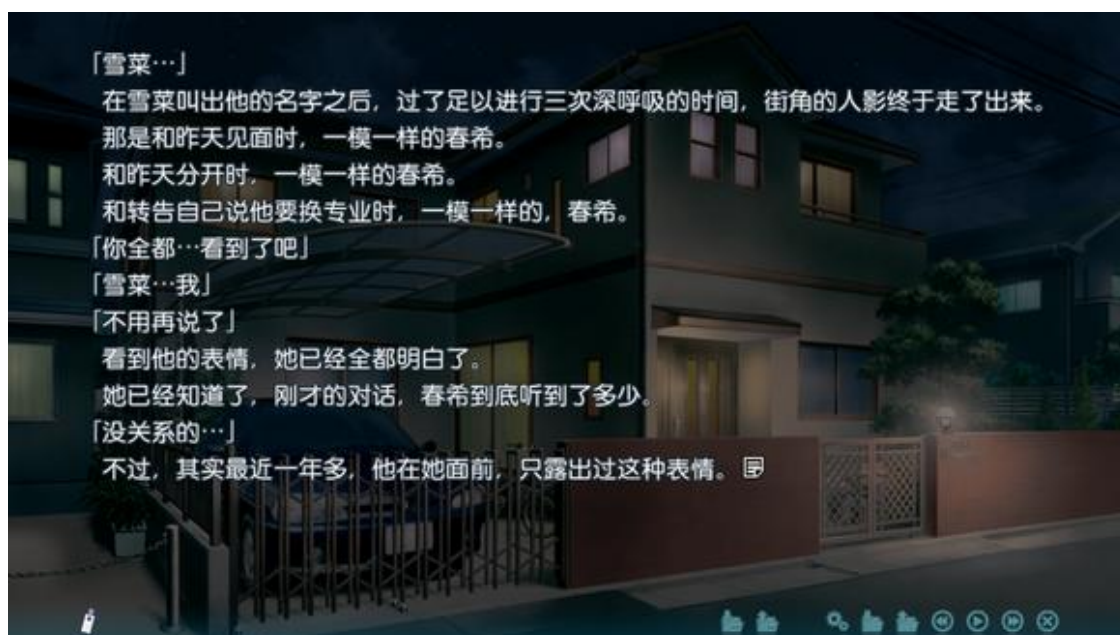 「雪菜…」
在雪菜叫出他的名字之后，过了足以进行三次深呼吸的时间，街角的人影终于走了出来。
那是和昨天见面时，一模一样的春希。
和昨天分开时，一模一样的春希。
和转告自己说他要换专业时，一模一样的，春希。
「你全都…看到了吧」
「雪菜…我」
「不用再说了」
看到他的表情，她已经全都明白了。
她已经知道了，刚才的对话，春希到底听到了多少。
「没关系的…」
不过，其实最近一年多，他在她面前，只露出过这种表情。